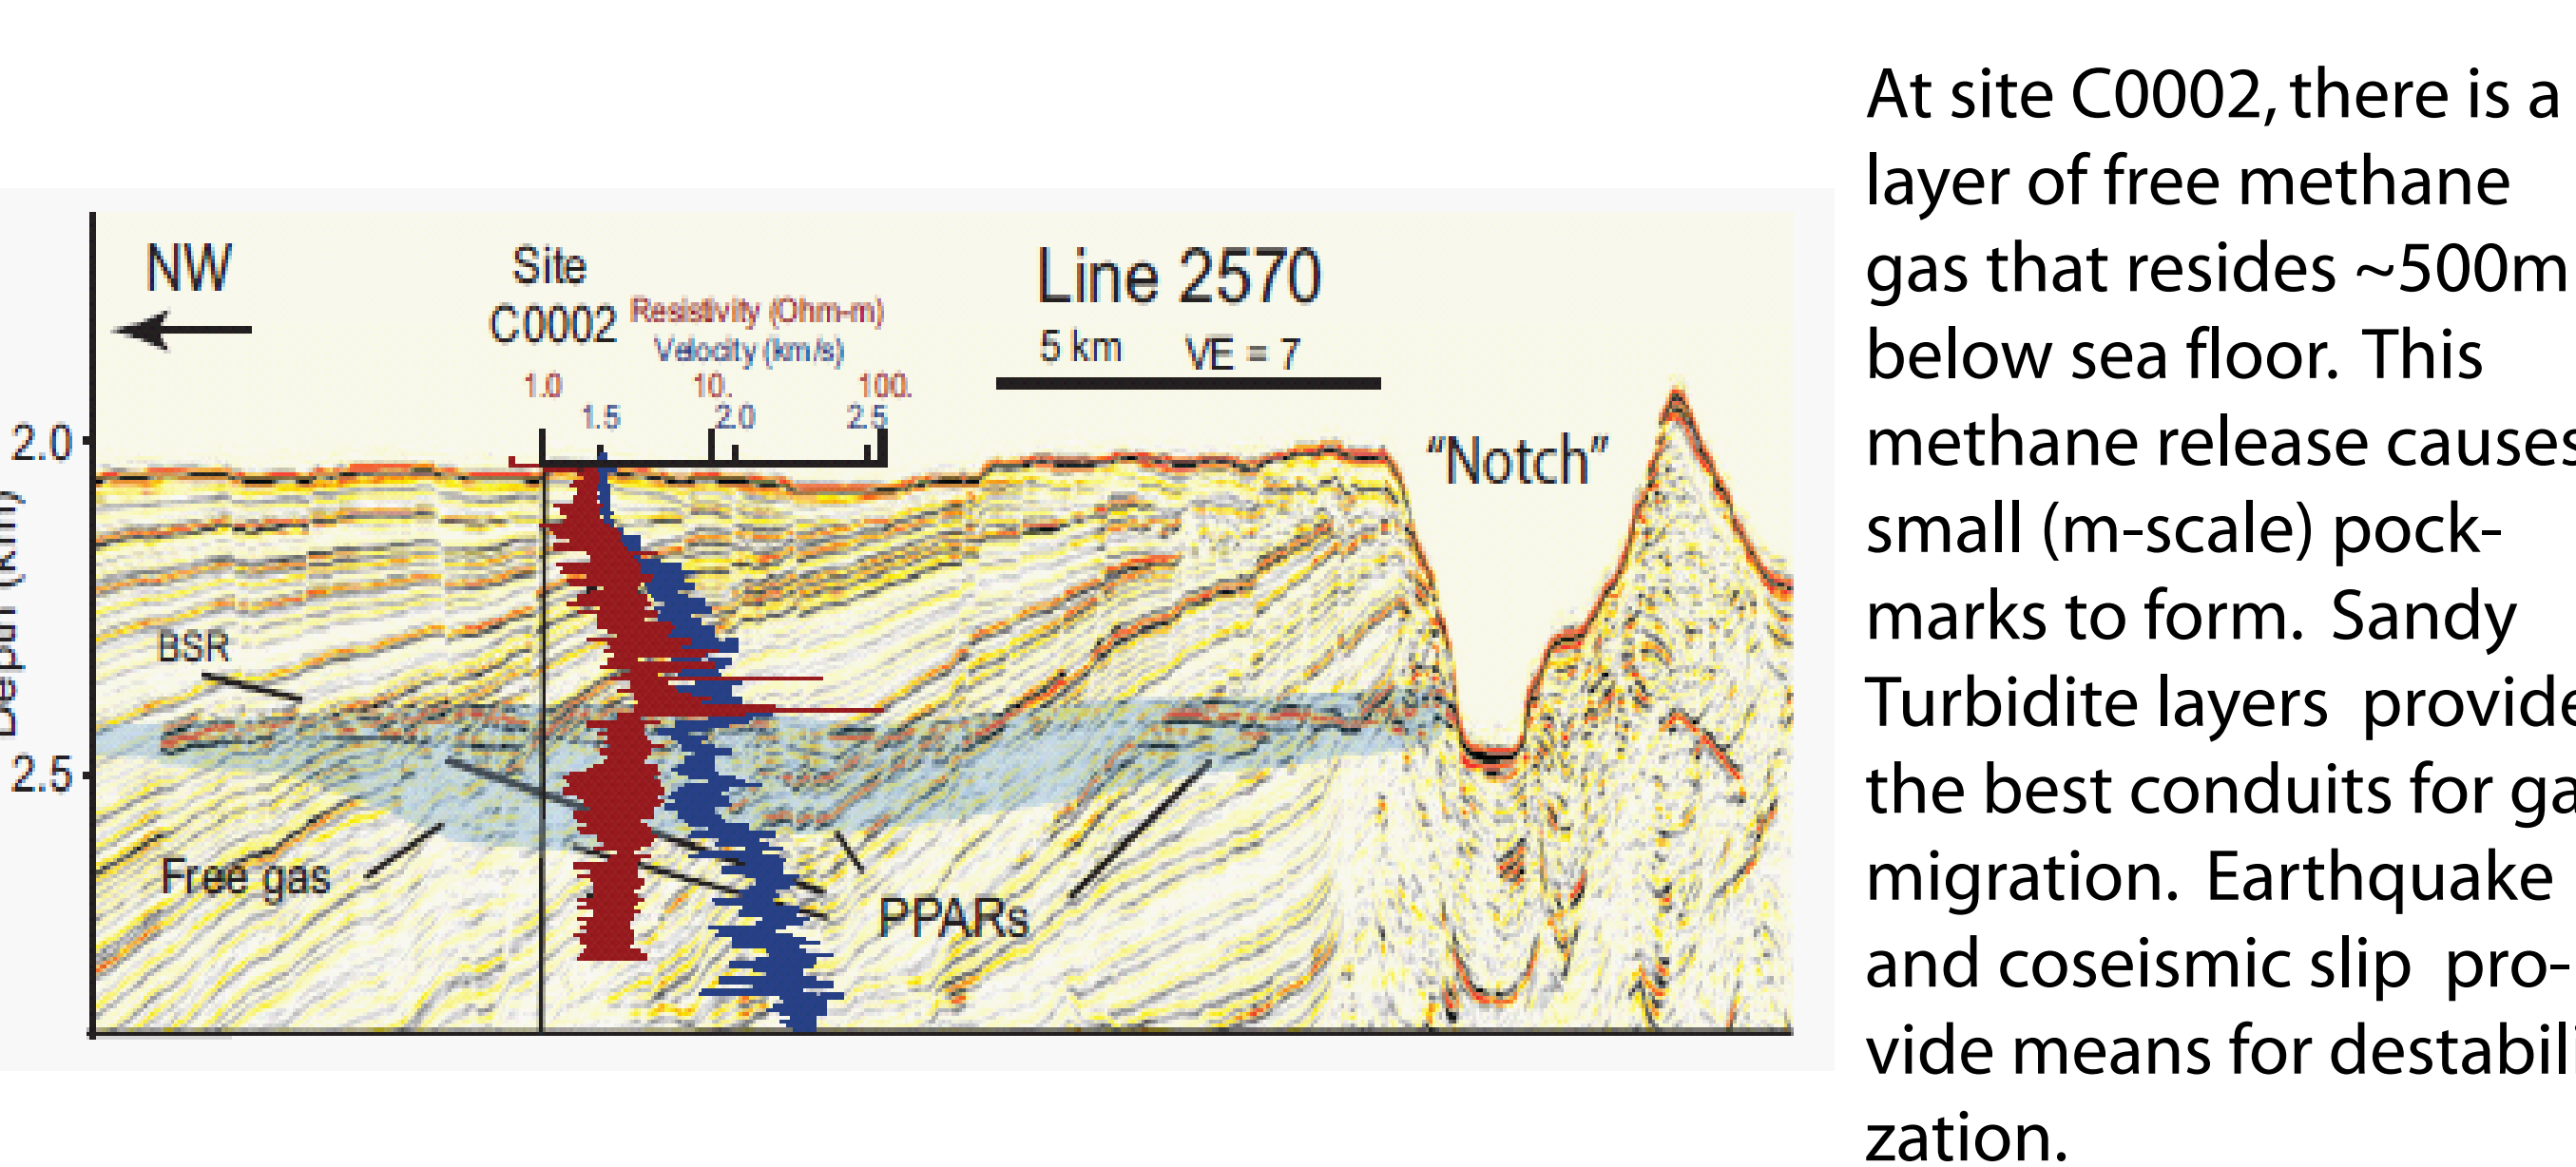 NW
Site
C0002
Resistivity (Ohm-m)
Velocity (km/s)
1.0 10. 100.
1.5 2.0 2.5
Line 2570
5 km VE = 7
"Notch"
2.0
2.5
(km)
BSR
Free gas
PPARs
At site C0002, there is a
layer of free methane
gas that resides ~500m
below sea floor. This
methane release causes
small (m-scale) pock-
marks to form. Sandy
Turbidite layers provide
the best conduits for ga
migration. Earthquake
and coseismic slip pro-
vide means for destabili
zation.